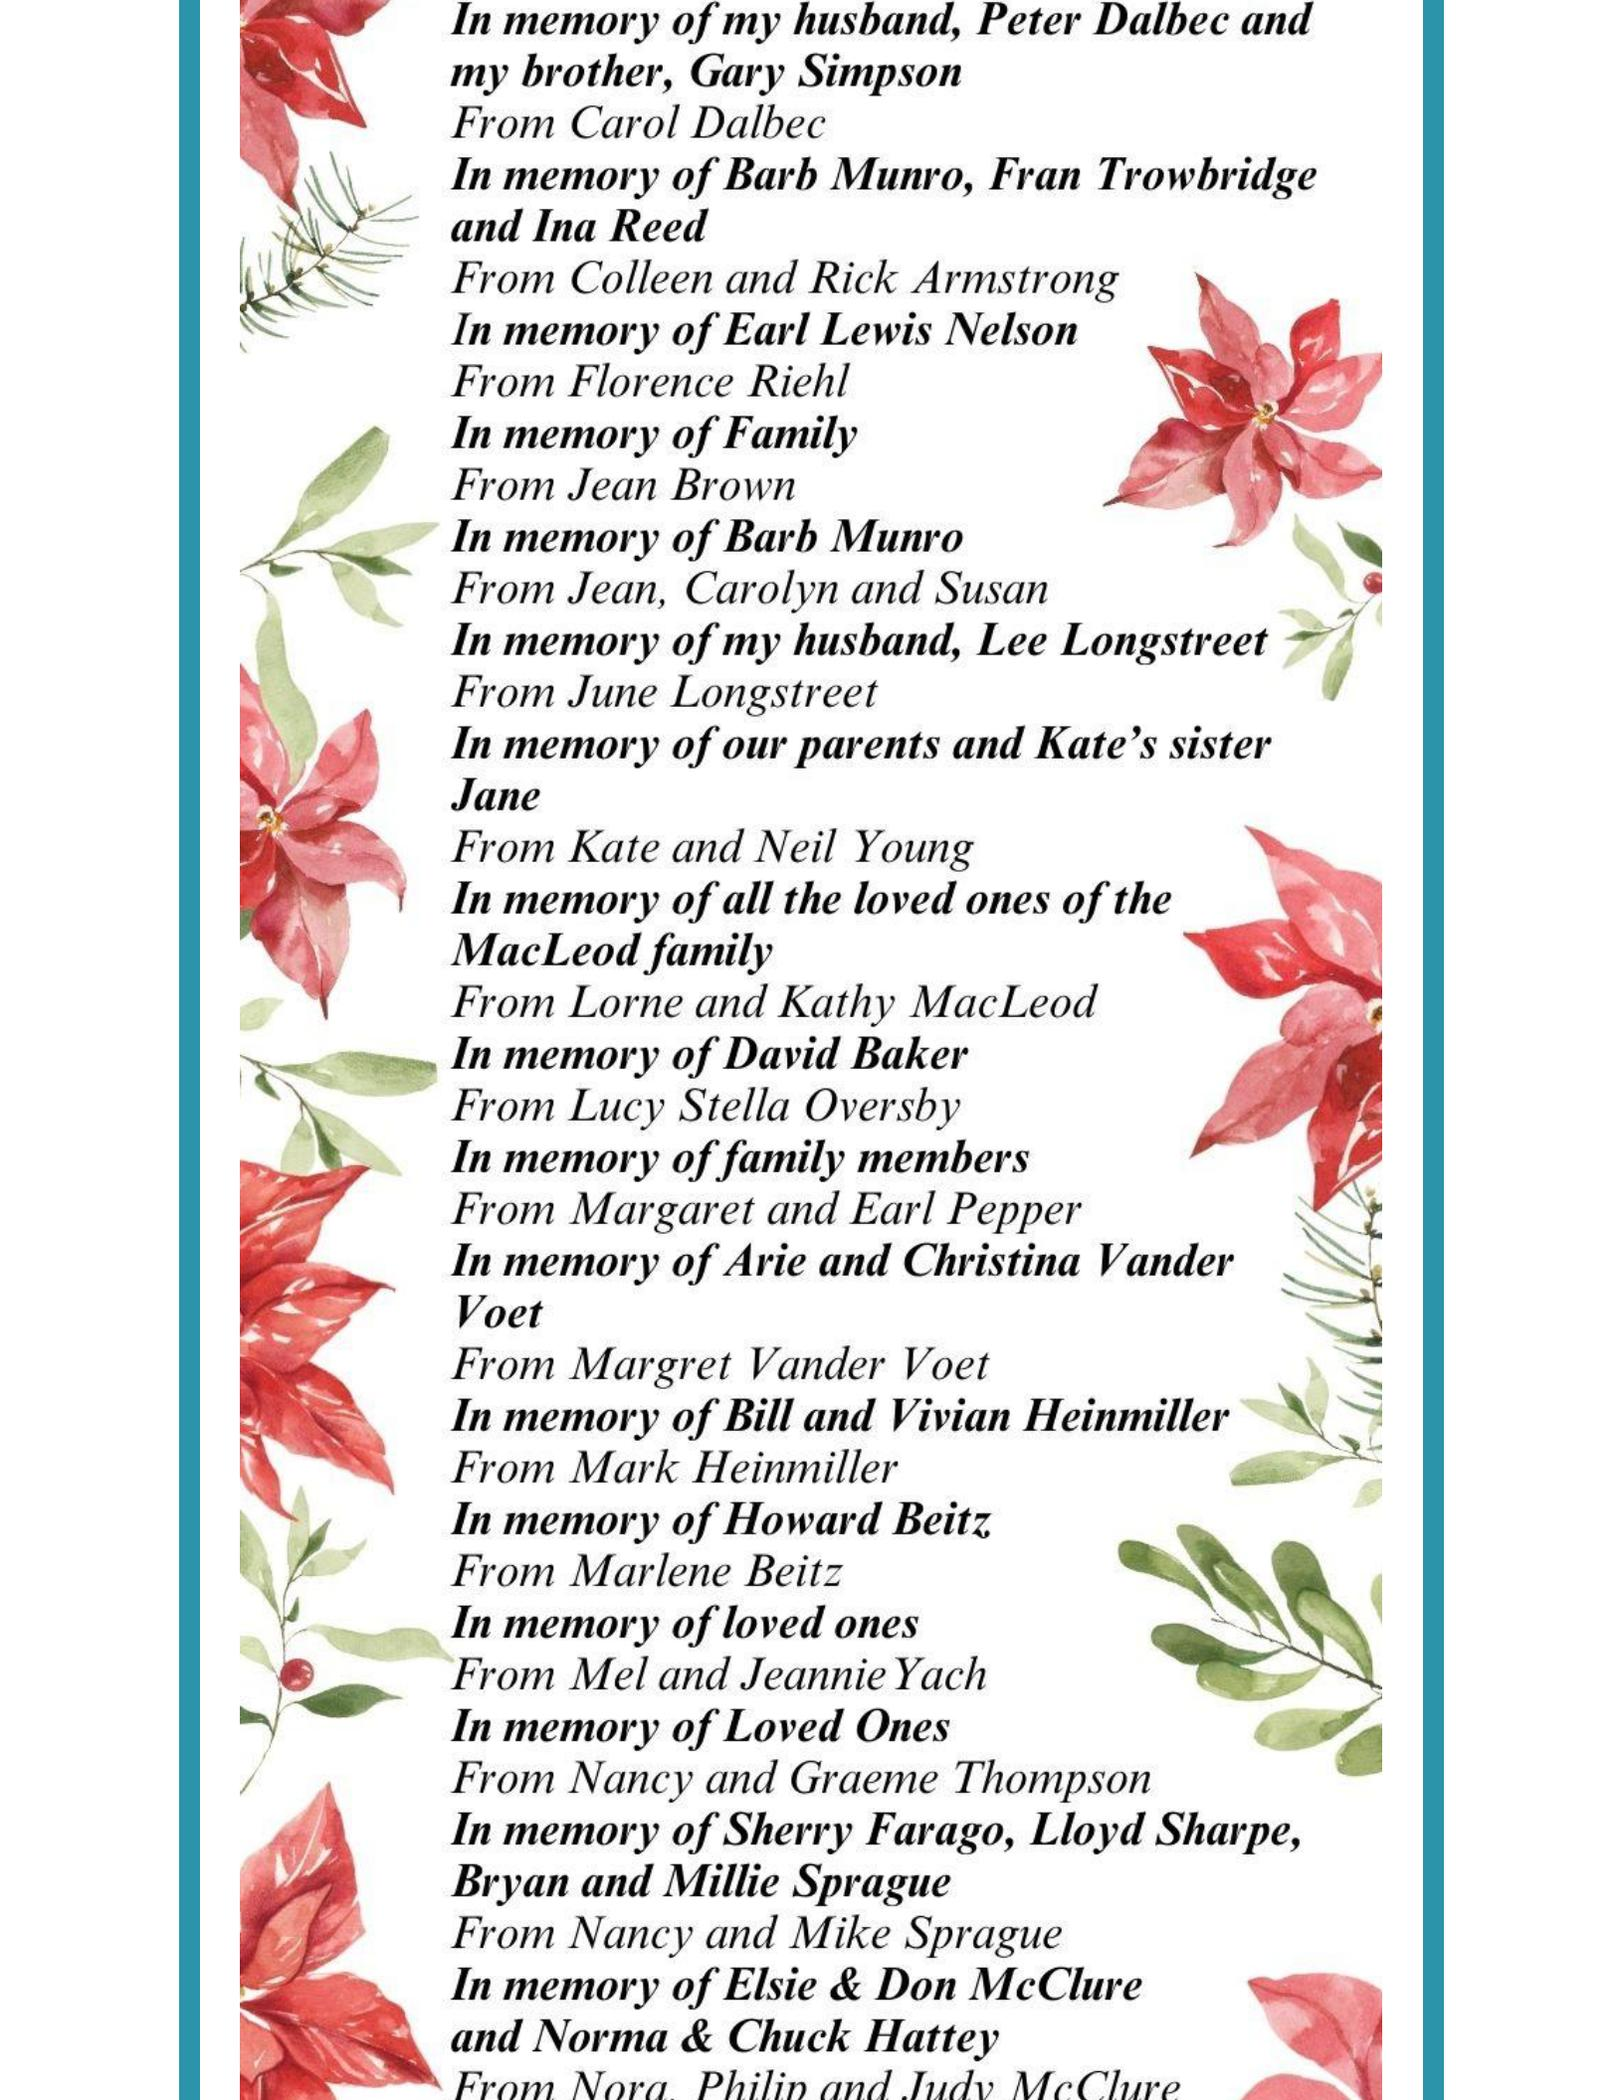 In memory of my husband, Peter Dalbec and
my brother, Gary Simpson
From Carol Dalbec
In memory of Barb Munro, Fran Trowbridge
and Ina Reed
From Colleen and Rick Armstrong
In memory of Earl Lewis Nelson
From Florence Riehl
In memory of Family
From Jean Brown
In memory of Barb Munro
From Jean, Carolyn and Susan
In memory of my husband, Lee Longstreet
From June Longstreet
In memory of our parents and Kate’s sister
Jane
From Kate and Neil Young
In memory of all the loved ones of the
MacLeod family
From Lorne and Kathy MacLeod
In memory of David Baker
From Lucy Stella Oversby
In memory of family members
From Margaret and Earl Pepper
In memory of Arie and Christina Vander
Voet
From Margret Vander Voet
In memory of Bill and Vivian Heinmiller
From Mark Heinmiller
In memory of Howard Beitz
From Marlene Beitz
In memory of loved ones
From Mel and Jeannie Yach
In memory of Loved Ones
From Nancy and Graeme Thompson
In memory of Sherry Farago, Lloyd Sharpe,
Bryan and Millie Sprague
From Nancy and Mike Sprague
In memory of Elsie & Don McClure
and Norma & Chuck Hattey
From Nora, Philip and Judy McClure